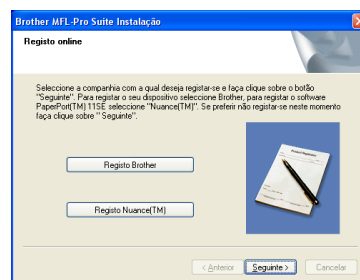 Brother MFL-Pro Suite Instalação
Registo online
Seleccione a companhia com a qual deseja registar-se e faça clique sobre o botão
"Seguinte". Para registar o seu dispositivo seleccione Brother, para registar o software
PaperPort(TM) 11SE seleccione "Nuance(TM)". Se preferir não registar-se neste momento
faça clique sobre " Seguinte".
Registo Brother
Registo Nuance(TM)
< Anterior
Seguinte >
Cancelar